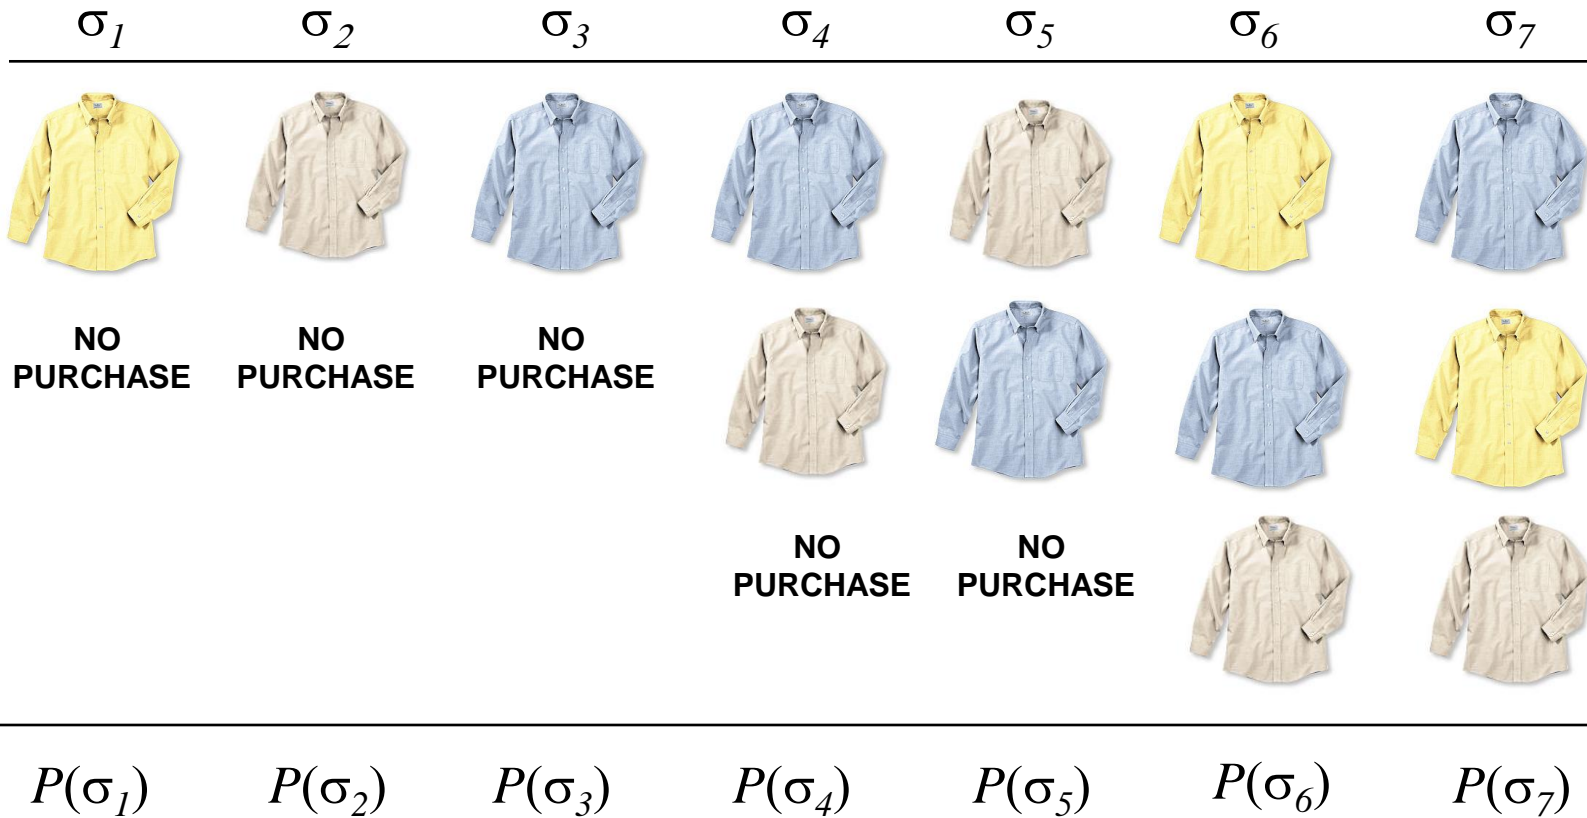 σ1 σ2 σ3 σ4 σ5 σ6 σ7
NO NO NO
PURCHASE PURCHASE PURCHASE
NO NO
PURCHASE PURCHASE
P(σ1) P(σ2) P(σ3) P(σ4) P(σ5) P(σ6) P(σ7)